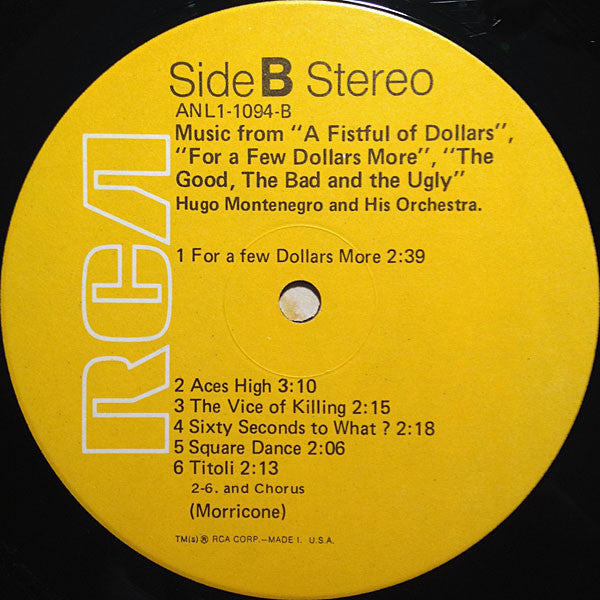 Side B Stereo
ANL1-1094-B
Music from "A Fistful of Dollars",
"For a Few Dollars More", "The
Good, The Bad and the Ugly"
Hugo Montenegro and His Orchestra.
RCA
1 For a few Dollars More 2:39
2 Aces High 3:10
3 The Vice of Killing 2:15
4 Sixty Seconds to What ? 2:18
5 Square Dance 2:06
6 Titoli 2:13
2-6. and Chorus
(Morricone)
TM(s) ® RCA CORP.—MADE I. U.S.A.